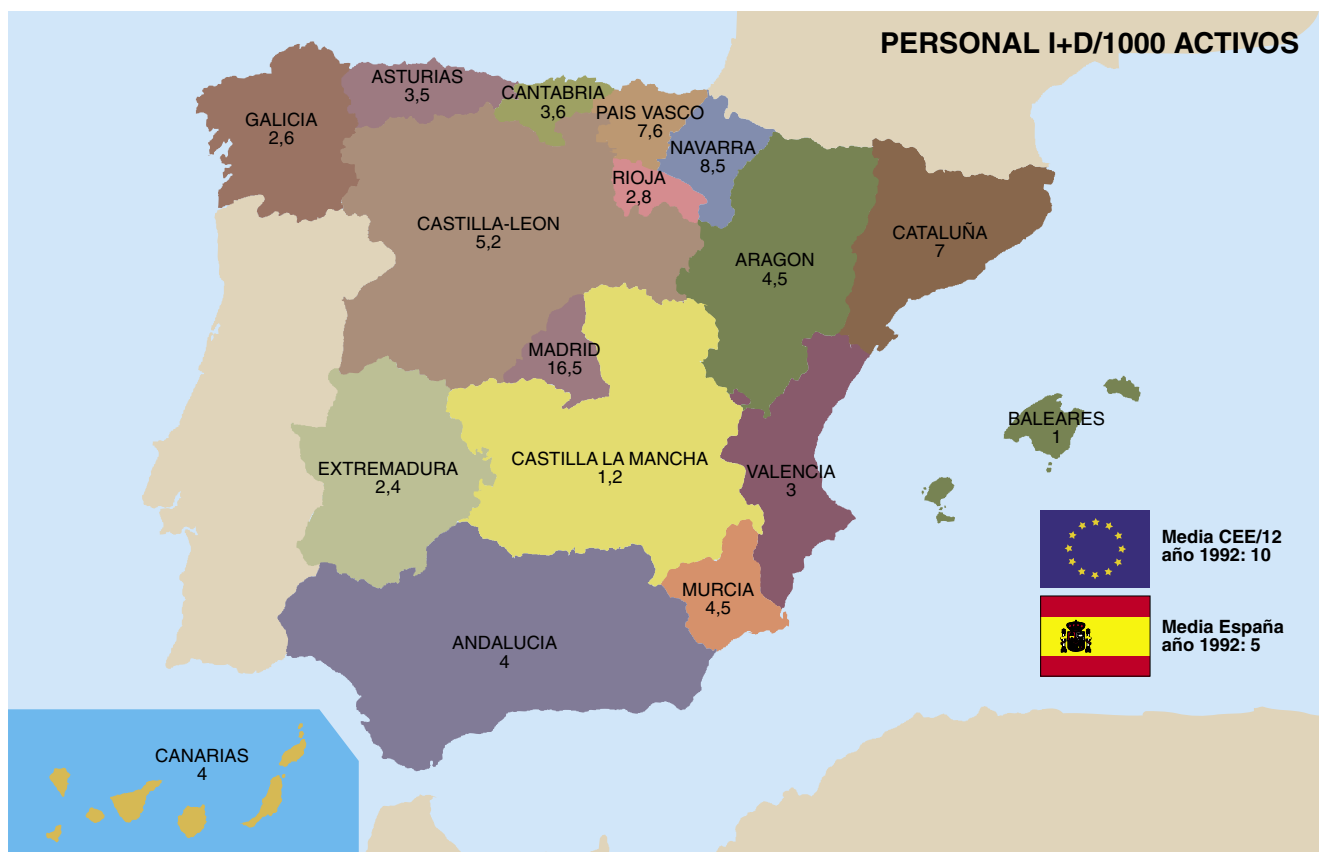 PERSONAL I+D/1000 ACTIVOS
ASTURIAS
3,5
CANTABRIA
3,6
PAIS VASCO
7,6
GALICIA
2,6
NAVARRA
8,5
RIOJA
2,8
CASTILLA-LEON
5,2
CATALUÑA
7
ARAGON
4,5
MADRID
16,5
BALEARES
1
CASTILLA LA MANCHA
1,2
EXTREMADURA
2,4
VALENCIA
3
Media CEE/12
año 1992: 10
MURCIA
4,5
Media España
año 1992: 5
ANDALUCIA
4
CANARIAS
4